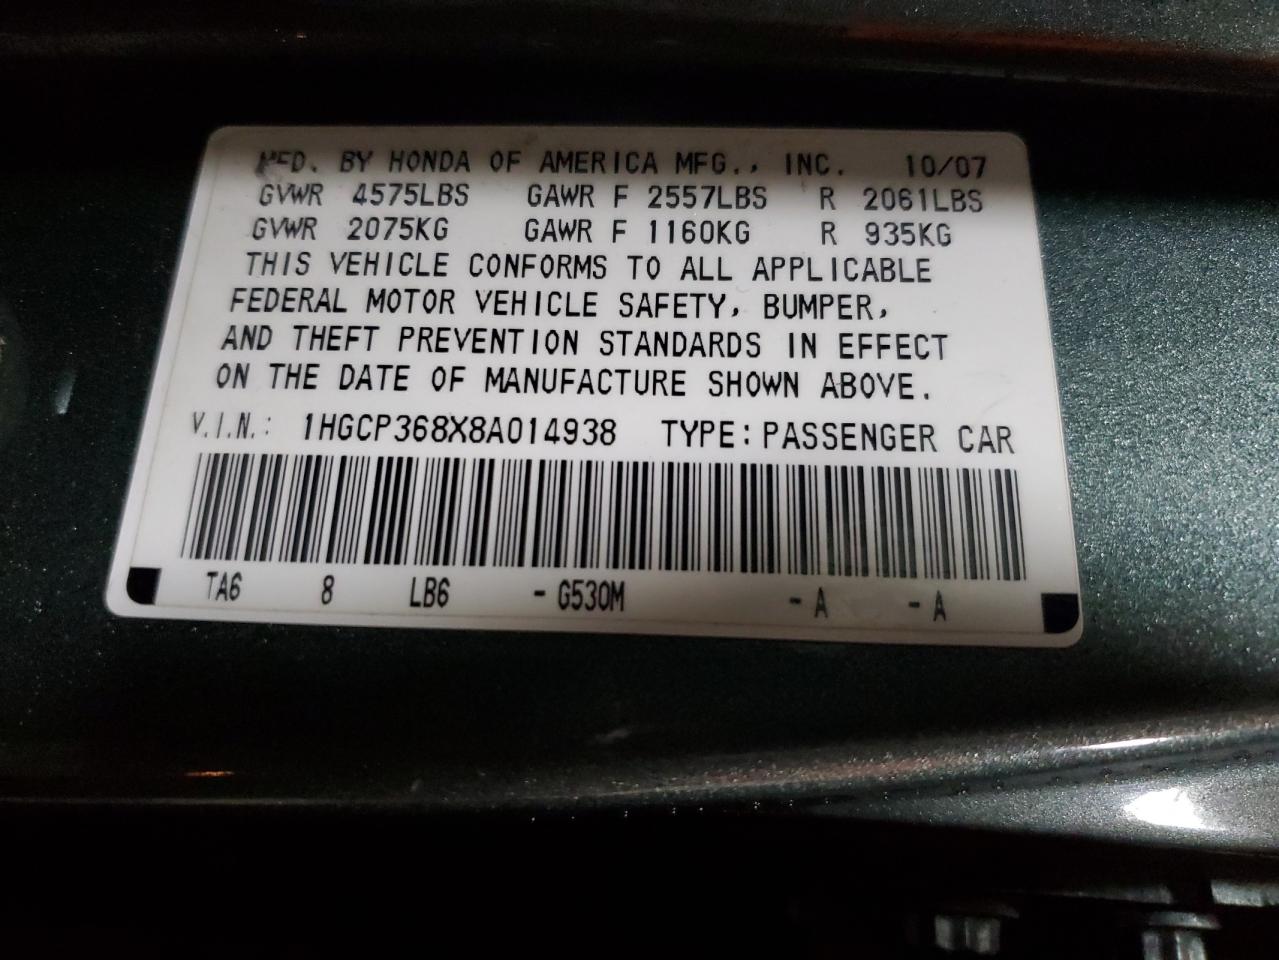 MFD. BY HONDA OF AMERICA MFG., INC. 10/07
GVWR 4575LBS GAWR F 2557LBS R 2061LBS
GVWR 2075KG GAWR F 1160KG R 935KG
THIS VEHICLE CONFORMS TO ALL APPLICABLE
FEDERAL MOTOR VEHICLE SAFETY, BUMPER,
AND THEFT PREVENTION STANDARDS IN EFFECT
ON THE DATE OF MANUFACTURE SHOWN ABOVE.
V.I.N.: 1HGCP368X8A014938 TYPE: PASSENGER CAR
TA6 8 LB6 - G530M - A - A